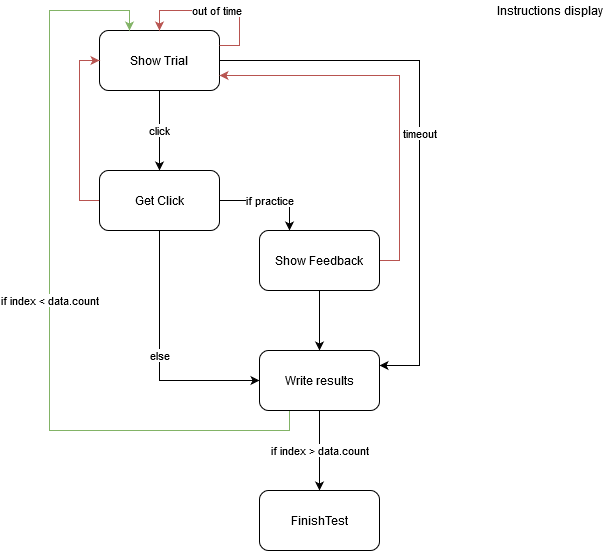 out of time
Instructions display
Show Trial
click
timeout
Get Click
if practice
Show Feedback
if index < data.count
else
Write results
if index > data.count
FinishTest